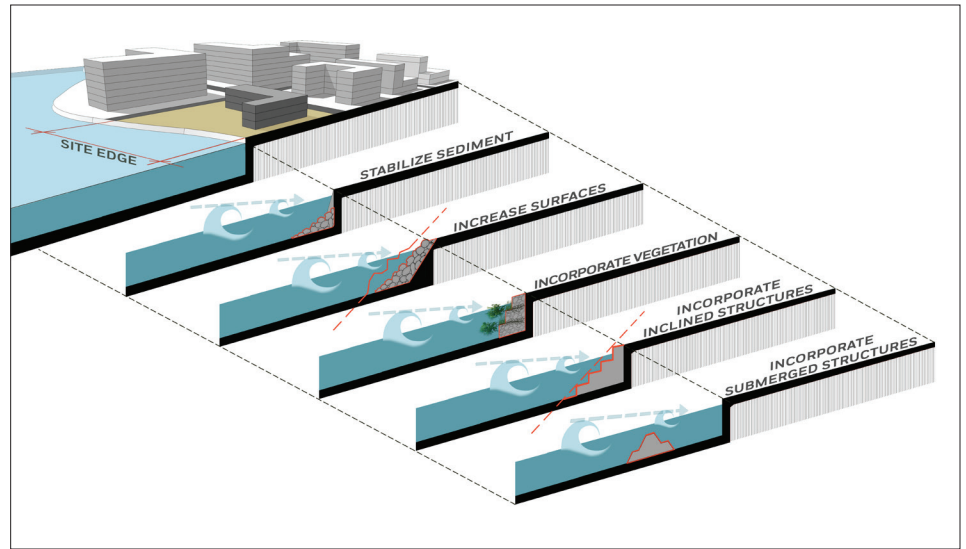 SITE EDGE
STABILIZE SEDIMENT
INCREASE SURFACES
INCORPORATE VEGETATION
INCORPORATE
INCLINED STRUCTURES
INCORPORATE
SUBMERGED STRUCTURES